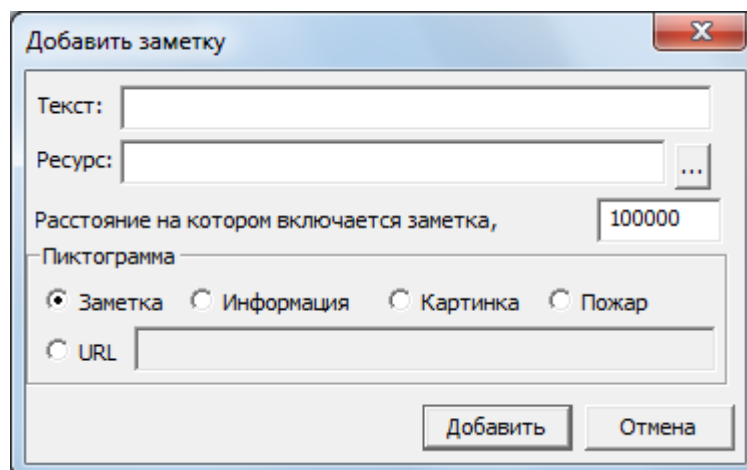 Добавить заметку
Текст:
Ресурс:
...
Расстояние на котором включается заметка,
100000
Пиктограмма
Заметка Информация Картинка Пожар
URL
Добавить Отмена